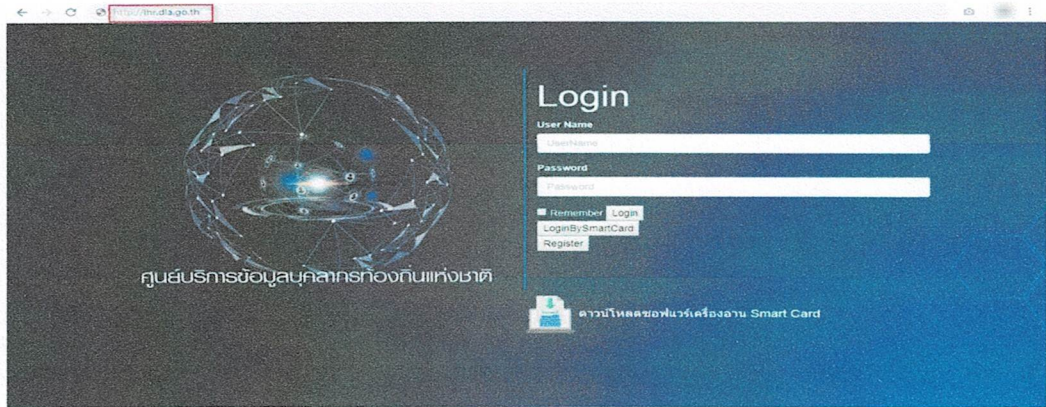 http://lhr.dla.go.th
Login
User Name
UserName
Password
Password
Remember Login
LoginBySmartCard
Register
ศูนย์บริการข้อมูลบุคลากรท้องถิ่นแห่งชาติ
ดาวน์โหลดซอฟแวร์เครื่องอ่าน Smart Card